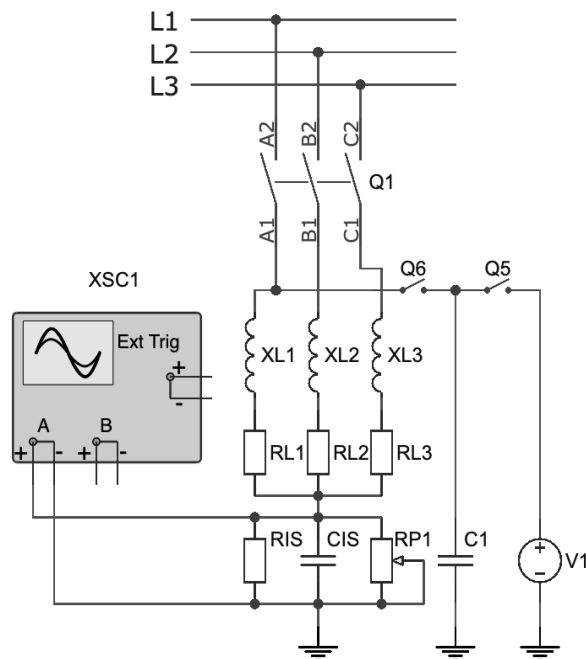 L1
L2
L3
A2
B2
C2
Q1
A1
B1
C1
Q6
Q5
XSC1
Ext Trig
+
-
A
B
+
-
+
-
XL1
XL2
XL3
RL1
RL2
RL3
RIS
CIS
RP1
C1
V1
+
−